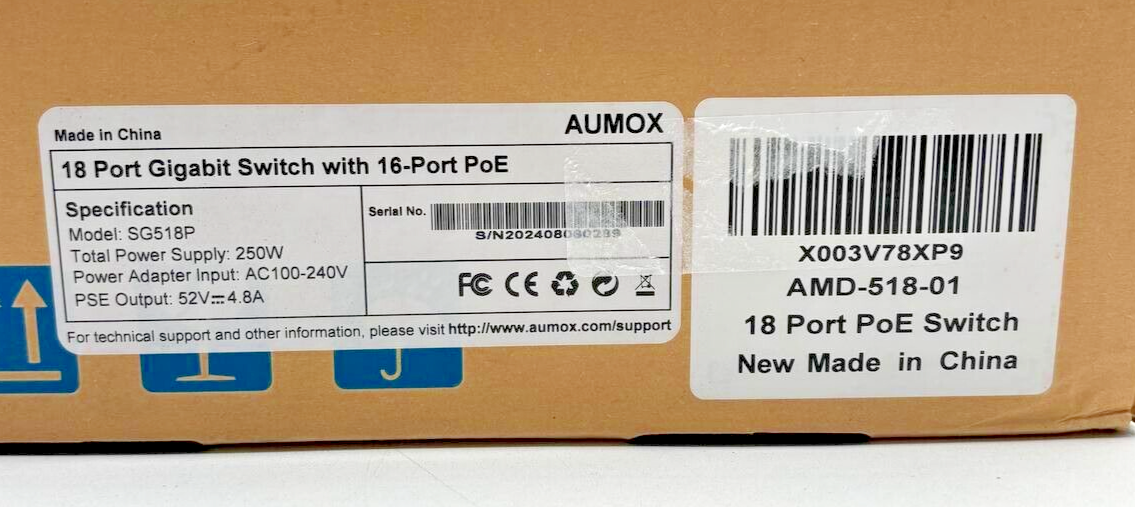 Made in China
AUMOX
18 Port Gigabit Switch with 16-Port PoE
Specification
Model: SG518P
Total Power Supply: 250W
Power Adapter Input: AC100-240V
PSE Output: 52V⎓4.8A
Serial No.
FC CE
For technical support and other information, please visit http://www.aumox.com/support
X003V78XP9
AMD-518-01
18 Port PoE Switch
New Made in China